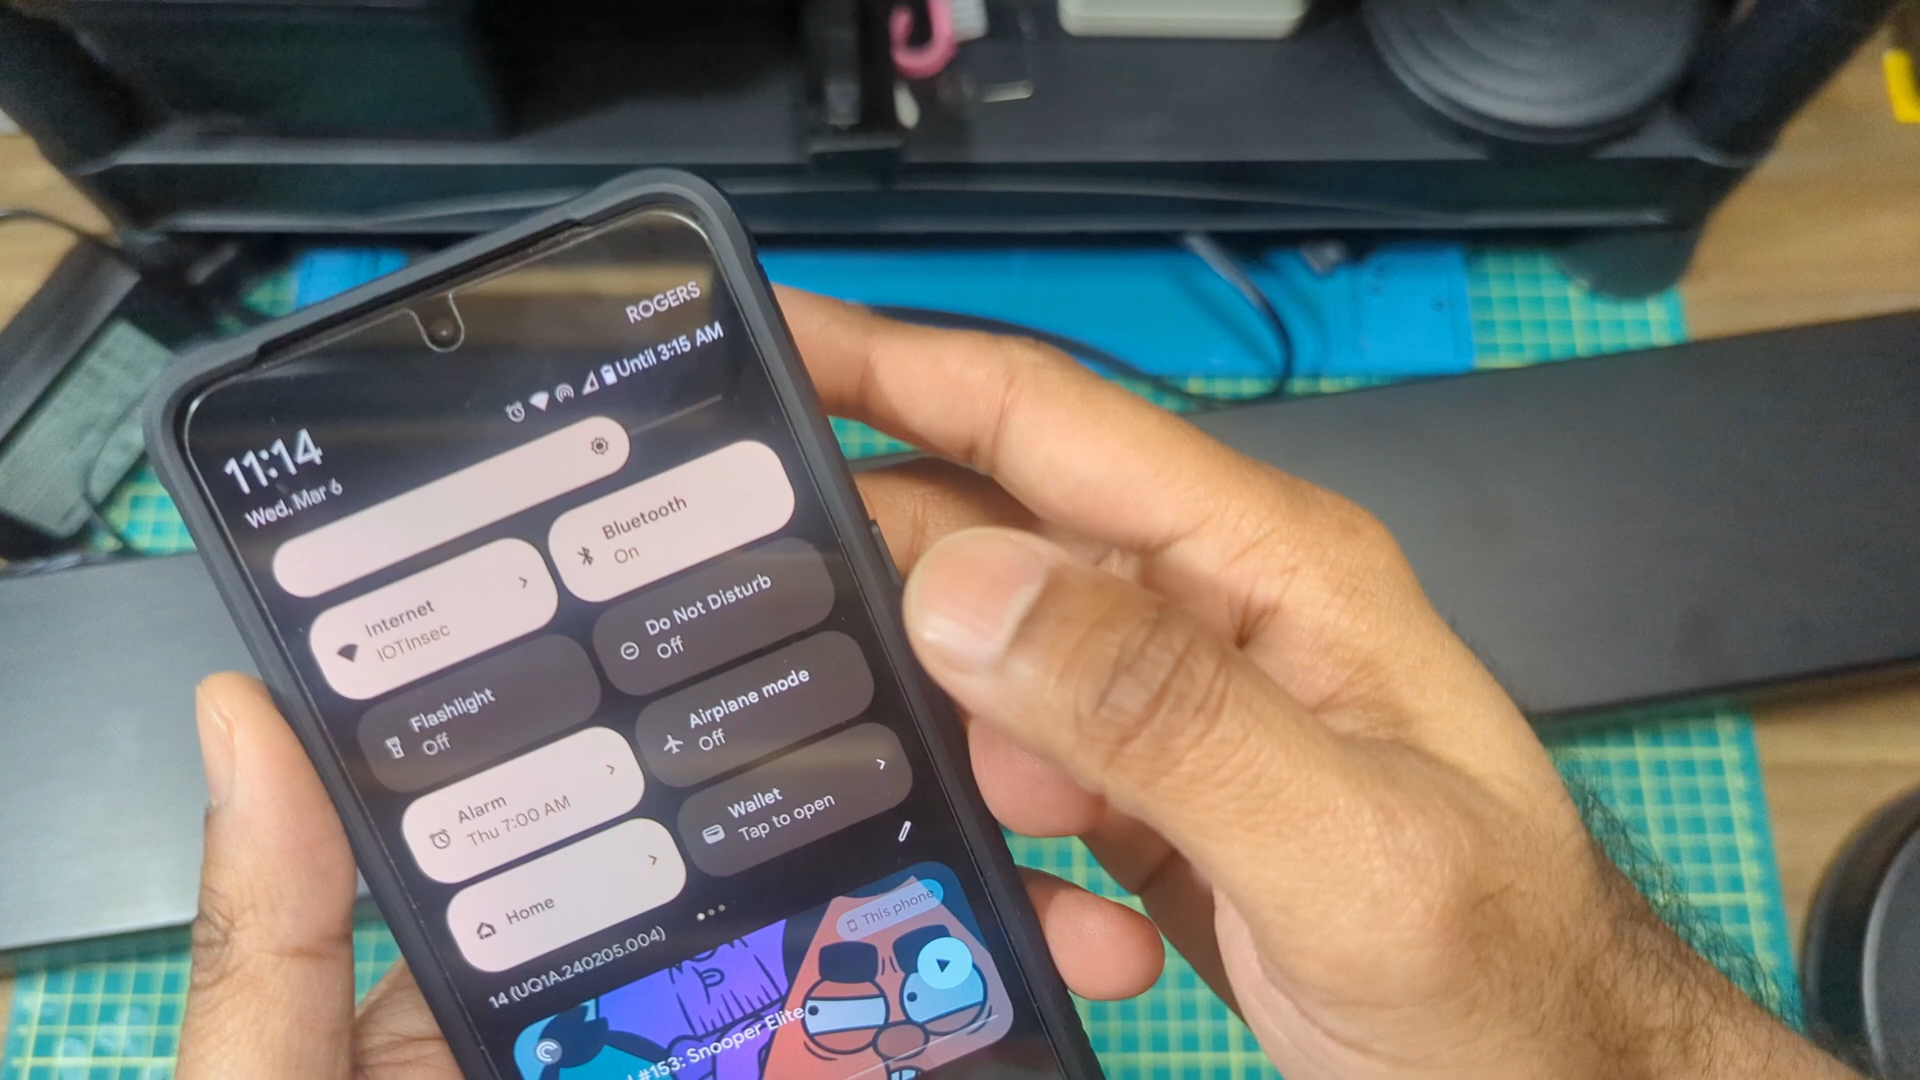 ROGERS
Until 3:15 AM
11:14
Wed, Mar 6
Internet
IOTInsec
Bluetooth
On
Flashlight
Off
Do Not Disturb
Off
Alarm
Thu 7:00 AM
Airplane mode
Off
Home
Wallet
Tap to open
14 (UQ1A.240205.004)
This phone
#153: Snooper Elite